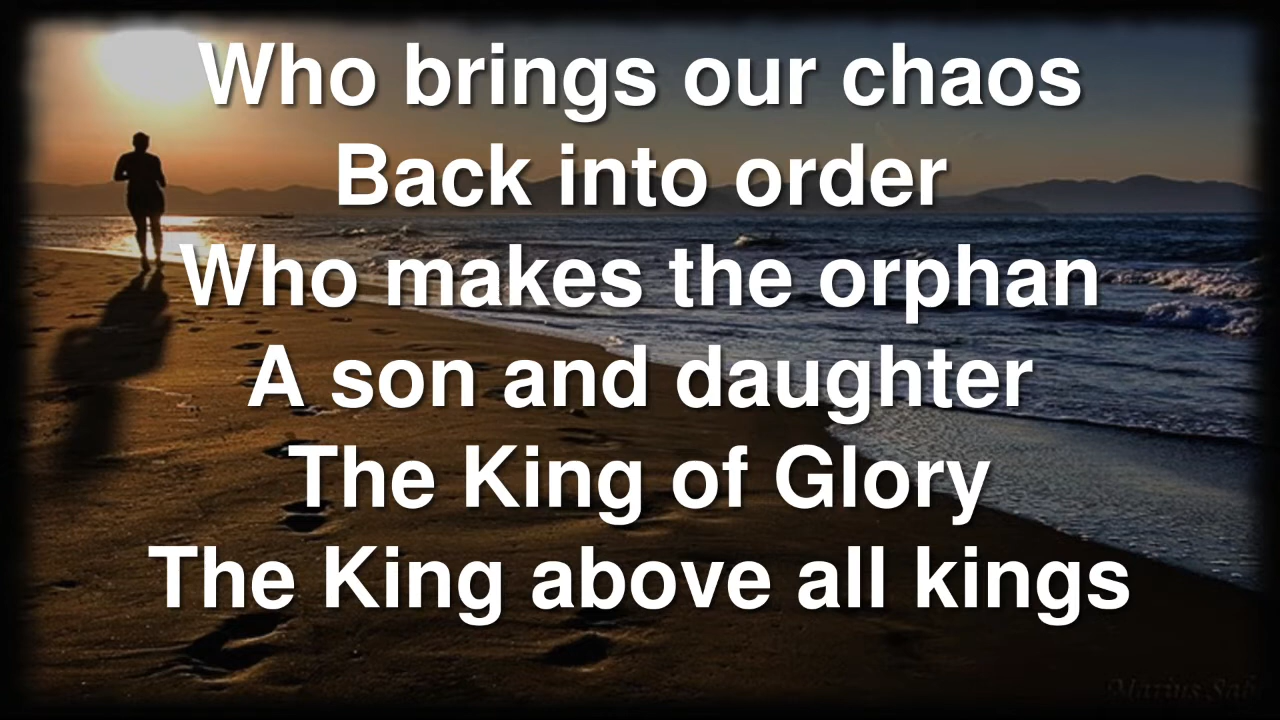 Who brings our chaos
Back into order
Who makes the orphan
A son and daughter
The King of Glory
The King above all kings